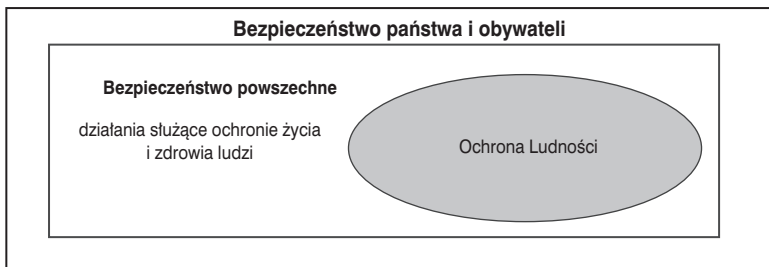 Bezpieczeństwo państwa i obywateli
Bezpieczeństwo powszechne
działania służące ochronie życia
i zdrowia ludzi
Ochrona Ludności